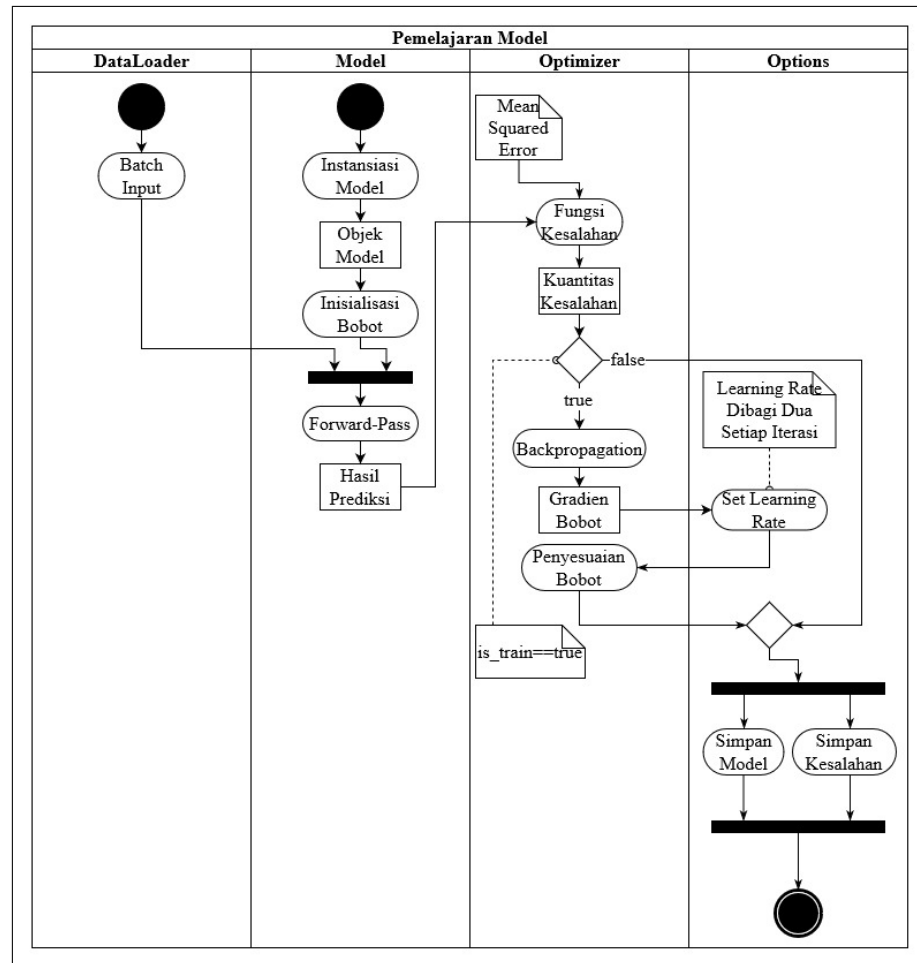 Pemelajaran Model
DataLoader
Model
Optimizer
Options
Batch
Input
Instansiasi
Model
Objek
Model
Inisialisasi
Bobot
Forward-Pass
Hasil
Prediksi
Mean
Squared
Error
Fungsi
Kesalahan
Kuantitas
Kesalahan
false
true
Backpropagation
Gradien
Bobot
Penyesuaian
Bobot
is_train==true
Learning Rate
Dibagi Dua
Setiap Iterasi
Set Learning
Rate
Simpan
Model
Simpan
Kesalahan